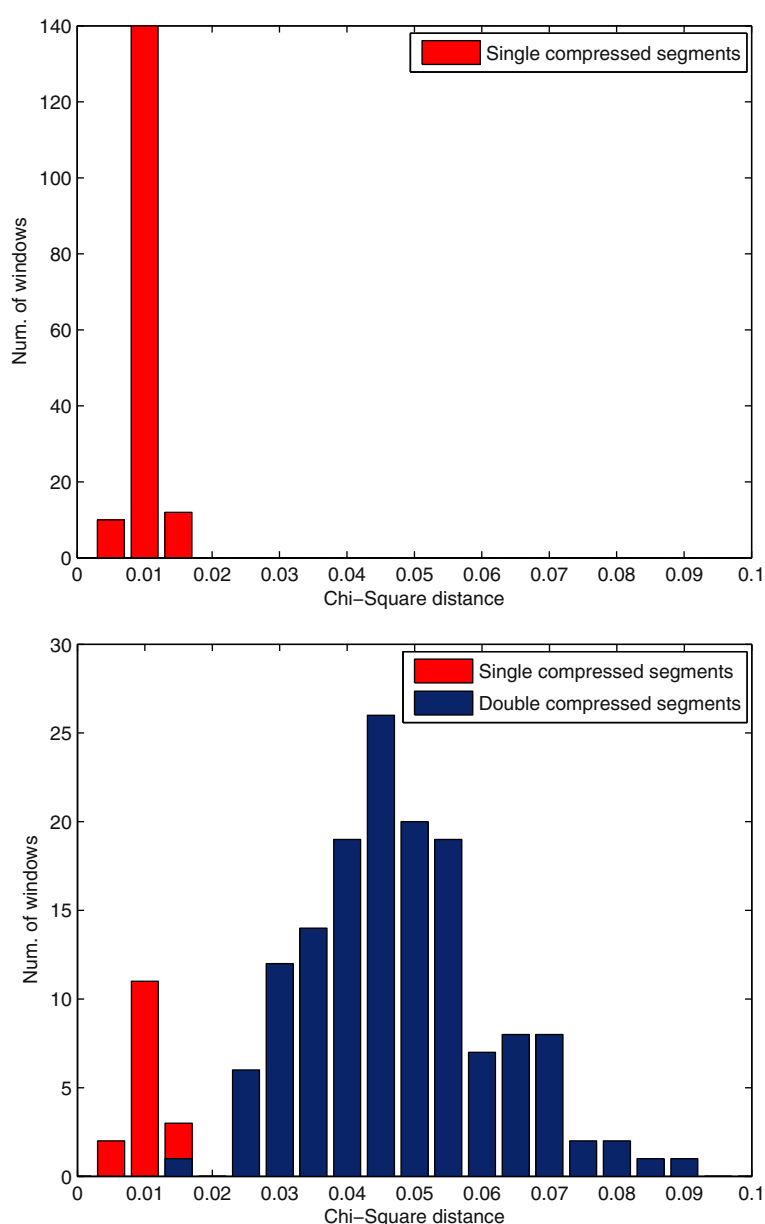 140
120
100
80
60
40
20
0
Num. of windows
Single compressed segments
0 0.01 0.02 0.03 0.04 0.05 0.06 0.07 0.08 0.09 0.1
Chi−Square distance
30
25
20
15
10
5
0
Num. of windows
Single compressed segments
Double compressed segments
0 0.01 0.02 0.03 0.04 0.05 0.06 0.07 0.08 0.09 0.1
Chi−Square distance